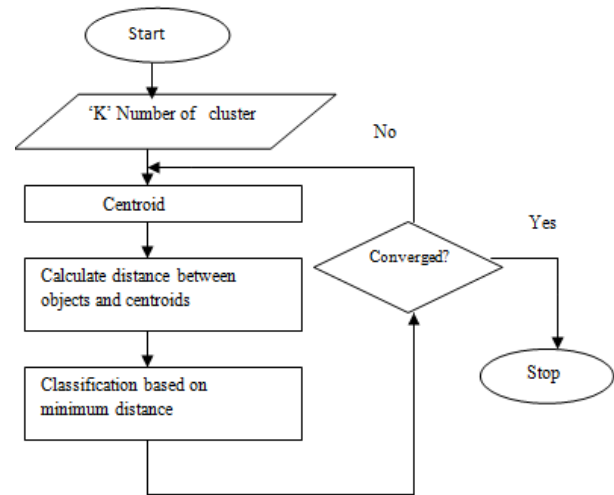 Start
‘K’ Number of cluster
No
Centroid
Yes
Converged?
Calculate distance between
objects and centroids
Stop
Classification based on
minimum distance